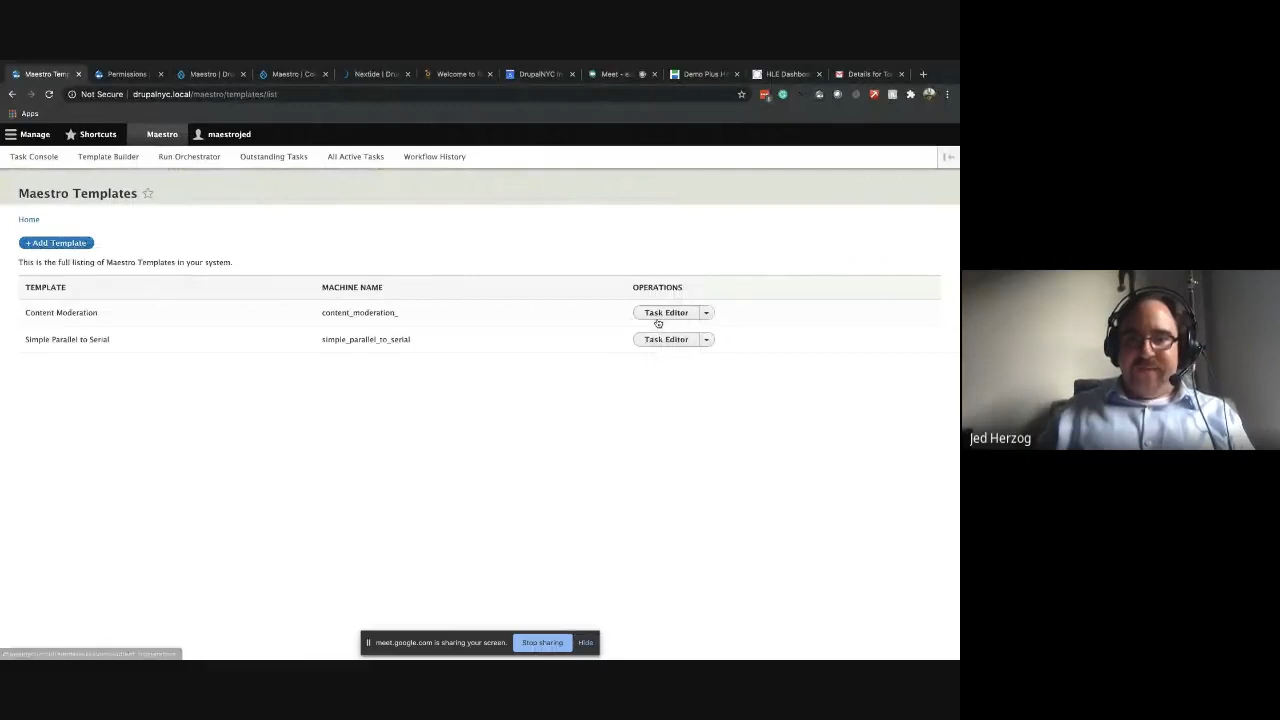 Maestro Temp
Permissions
Maestro | Dru
Maestro | Co
Nextide | Dru
Welcome to
DrupalNYC
Meet - e
Demo Plus H
HLE Dashbo
Details for To
Not Secure
drupalnyc.local/maestro/templates/list
Apps
Manage
Shortcuts
Maestro
maestrojed
Task Console
Template Builder
Run Orchestrator
Outstanding Tasks
All Active Tasks
Workflow History
Maestro Templates
Home
+ Add Template
This is the full listing of Maestro Templates in your system.
TEMPLATE
MACHINE NAME
OPERATIONS
Content Moderation
content_moderation_
Task Editor
Simple Parallel to Serial
simple_parallel_to_serial
Task Editor
Jed Herzog
meet.google.com is sharing your screen.
Stop sharing
Hide